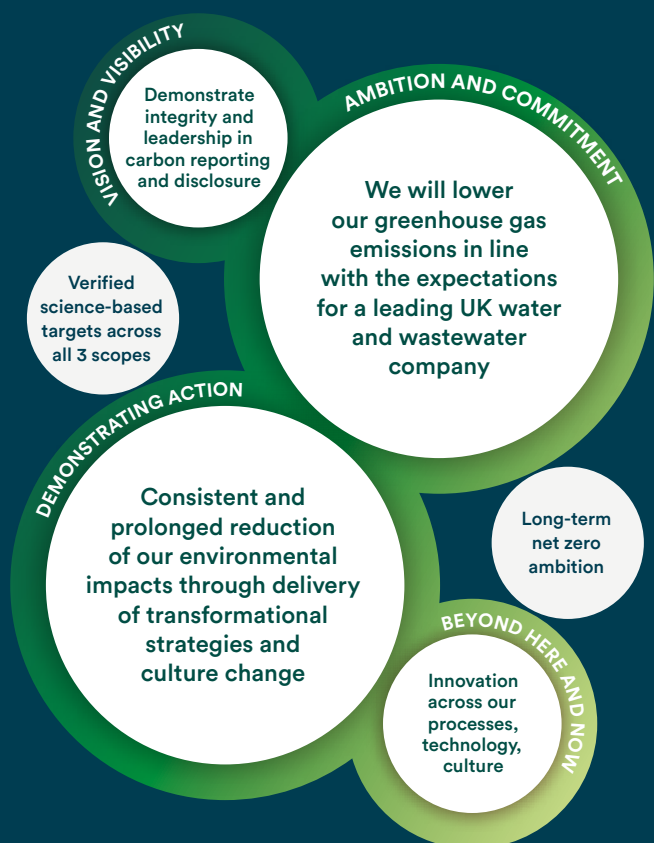 VISION AND VISIBILITY
Demonstrate
integrity and
leadership in
carbon reporting
and disclosure
AMBITION AND COMMITMENT
We will lower
our greenhouse gas
emissions in line
with the expectations
for a leading UK water
and wastewater
company
Verified
science-based
targets across
all 3 scopes
DEMONSTRATING ACTION
Consistent and
prolonged reduction
of our environmental
impacts through delivery
of transformational
strategies and
culture change
Long-term
net zero
ambition
BEYOND HERE AND NOW
Innovation
across our
processes,
technology,
culture